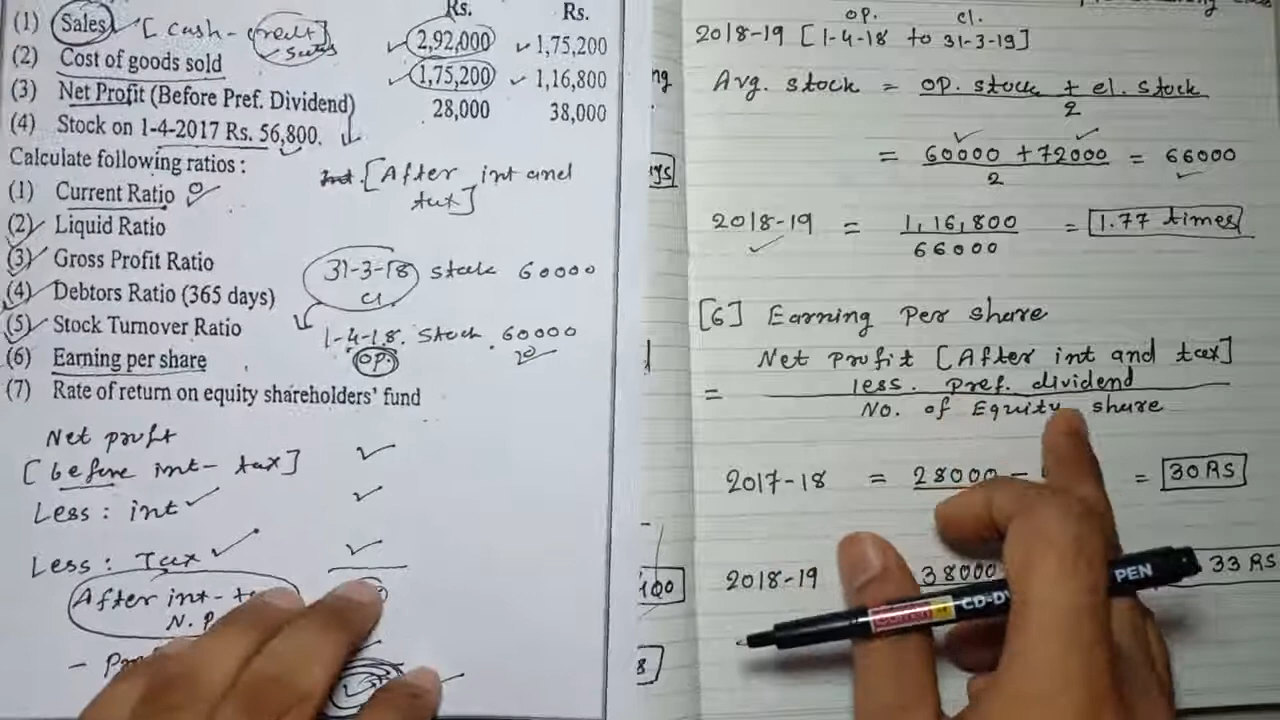 Rs. Rs.
(1) Sales [cash - credit] sales 2,92,000 1,75,200
(2) Cost of goods sold 1,75,200 1,16,800
(3) Net Profit (Before Pref. Dividend) 28,000 38,000
(4) Stock on 1-4-2017 Rs. 56,800.
Calculate following ratios :
[After int and tax]
(1) Current Ratio
(2) Liquid Ratio
(3) Gross Profit Ratio
31-3-18 stock 60000
cl.
(4) Debtors Ratio (365 days)
(5) Stock Turnover Ratio
1-4-18. Stock. 60000
OP.
(6) Earning per share
(7) Rate of return on equity shareholders' fund
Net profit
[before int - tax]
Less : int
Less : Tax
After int - t
N. P
op. cl.
2018-19 [1-4-18 to 31-3-19]
Avg. stock = OP. stock + cl. stock
2
= 60000 + 72000 = 66000
2
2018-19 = 1,16,800 = 1.77 times
66000
[6] Earning Per share
Net Profit [After int and tax]
less. Pref. dividend
=
No. of Equity share
2017-18 = 28000 - = 30 RS
2018-19 38000 33 RS
PEN
CD-D
ng
ys
100
8